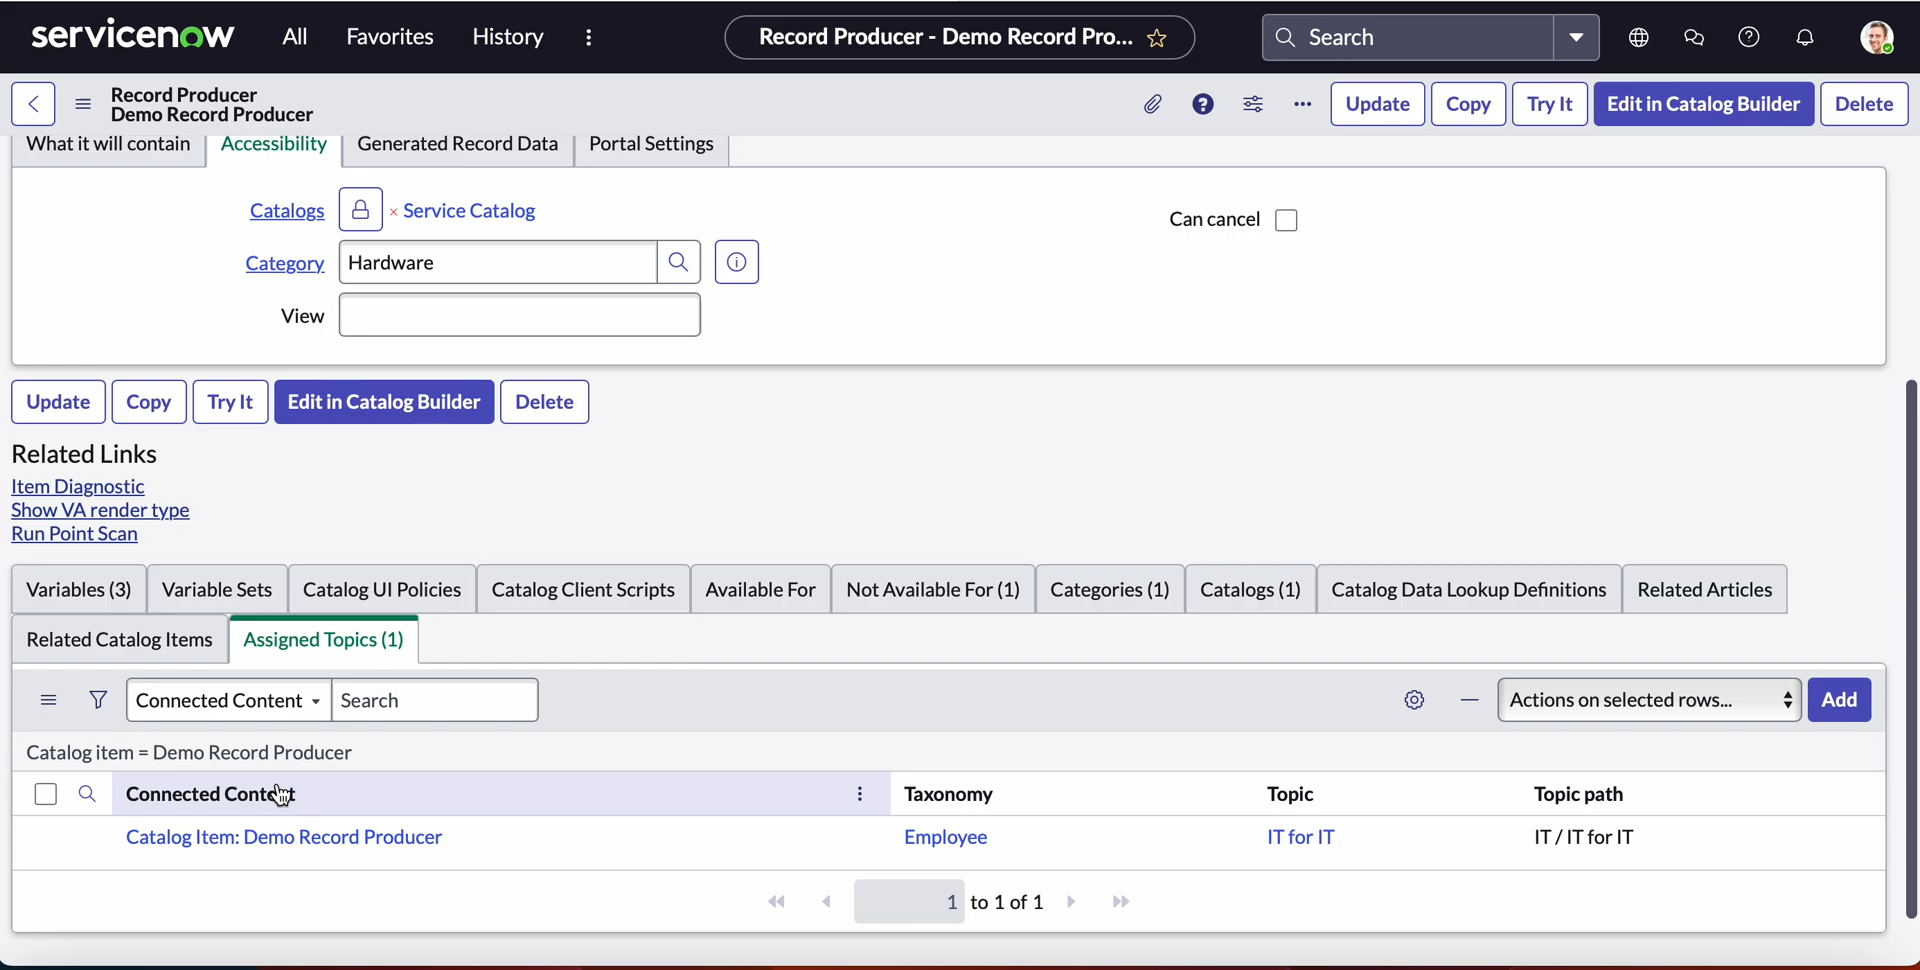 servicenow All Favorites History Record Producer - Demo Record Pro... Search
Record Producer
Demo Record Producer
Update Copy Try It Edit in Catalog Builder Delete
What it will contain Accessibility Generated Record Data Portal Settings
Catalogs × Service Catalog Can cancel
Category Hardware
View
Update Copy Try It Edit in Catalog Builder Delete
Related Links
Item Diagnostic
Show VA render type
Run Point Scan
Variables (3) Variable Sets Catalog UI Policies Catalog Client Scripts Available For Not Available For (1) Categories (1) Catalogs (1) Catalog Data Lookup Definitions Related Articles
Related Catalog Items Assigned Topics (1)
Connected Content Search Actions on selected rows... Add
Catalog item = Demo Record Producer
Connected Content Taxonomy Topic Topic path
Catalog Item: Demo Record Producer Employee IT for IT IT / IT for IT
1 to 1 of 1